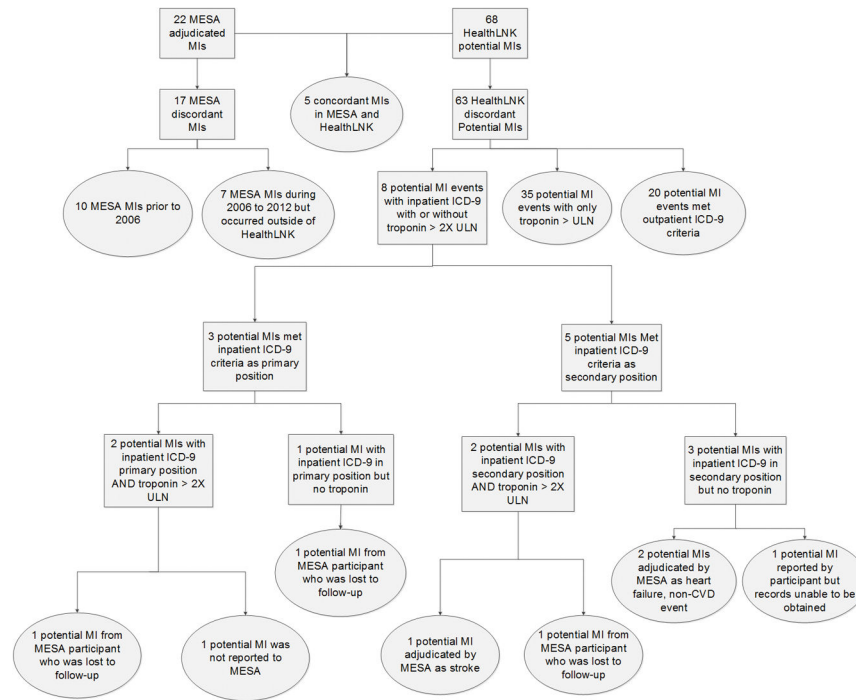 22 MESA
adjudicated
MIs
68
HealthLNK
potential MIs
17 MESA
discordant
MIs
5 concordant MIs
in MESA and
HealthLNK
63 HealthLNK
discordant
Potential MIs
10 MESA MIs prior to
2006
7 MESA MIs during
2006 to 2012 but
occurred outside of
HealthLNK
8 potential MI events
with inpatient ICD-9
with or without
troponin > 2X ULN
35 potential MI
events with only
troponin > ULN
20 potential MI
events met
outpatient ICD-9
criteria
3 potential MIs met
inpatient ICD-9
criteria as primary
position
5 potential MIs Met
inpatient ICD-9
criteria as
secondary position
2 potential MIs with
inpatient ICD-9
primary position
AND troponin > 2X
ULN
1 potential MI with
inpatient ICD-9 in
primary position but
no troponin
2 potential MIs with
inpatient ICD-9
secondary position
AND troponin > 2X
ULN
3 potential MIs with
inpatient ICD-9 in
secondary position
but no troponin
1 potential MI from
MESA participant
who was lost to
follow-up
2 potential MIs
adjudicated by
MESA as heart
failure, non-CVD
event
1 potential MI
reported by
participant but
records unable to be
obtained
1 potential MI from
MESA participant
who was lost to
follow-up
1 potential MI was
not reported to
MESA
1 potential MI
adjudicated by
MESA as stroke
1 potential MI from
MESA participant
who was lost to
follow-up